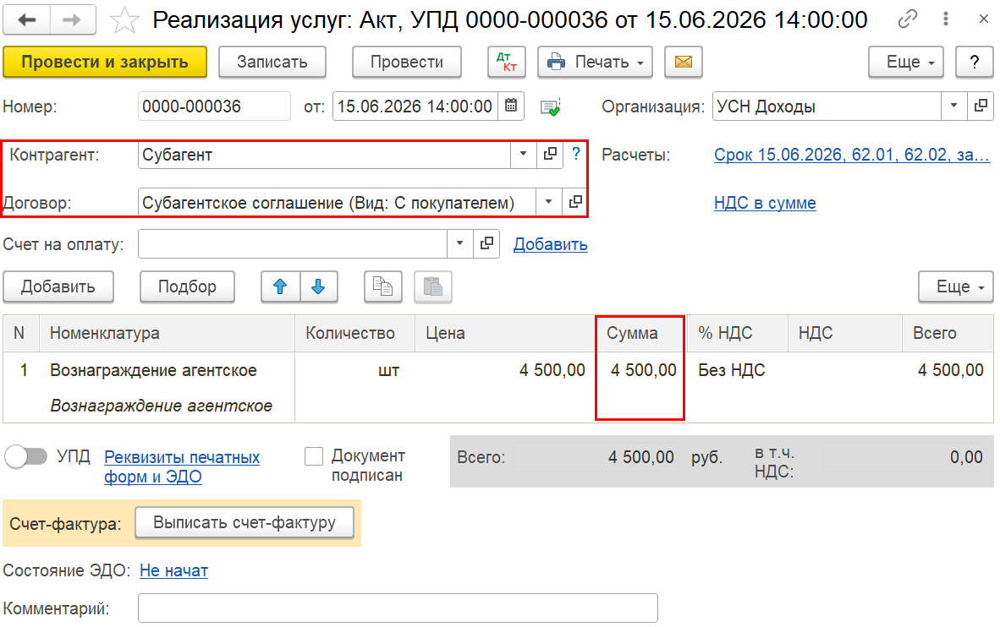 Реализация услуг: Акт, УПД 0000-000036 от 15.06.2026 14:00:00
Провести и закрыть Записать Провести Дт Кт Печать Еще ?
Номер: 0000-000036 от: 15.06.2026 14:00:00 Организация: УСН Доходы
Контрагент: Субагент ? Расчеты: Срок 15.06.2026, 62.01, 62.02, за...
Договор: Субагентское соглашение (Вид: С покупателем) НДС в сумме
Счет на оплату: Добавить
Добавить Подбор Еще
N Номенклатура Количество Цена Сумма % НДС НДС Всего
1 Вознаграждение агентское шт 4 500,00 4 500,00 Без НДС 4 500,00
Вознаграждение агентское
УПД Реквизиты печатных Документ Всего: 4 500,00 руб. в т.ч. 0,00
форм и ЭДО подписан НДС:
Счет-фактура: Выписать счет-фактуру
Состояние ЭДО: Не начат
Комментарий: